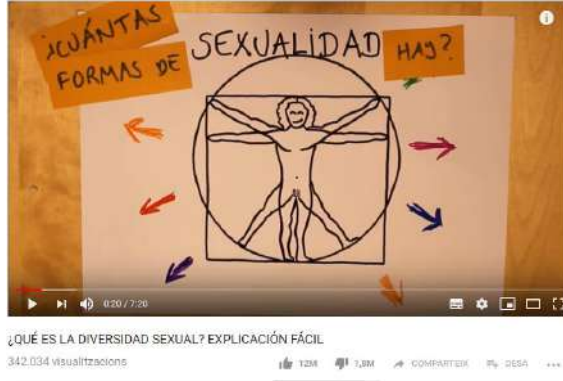 ¿CUÁNTAS
FORMAS DE
SEXUALIDAD
HAY?
0:20 / 7:20
¿QUÉ ES LA DIVERSIDAD SEXUAL? EXPLICACIÓN FÁCIL
342.034 visualitzacions
12M
1,8M
COMPARTEIX
DESA